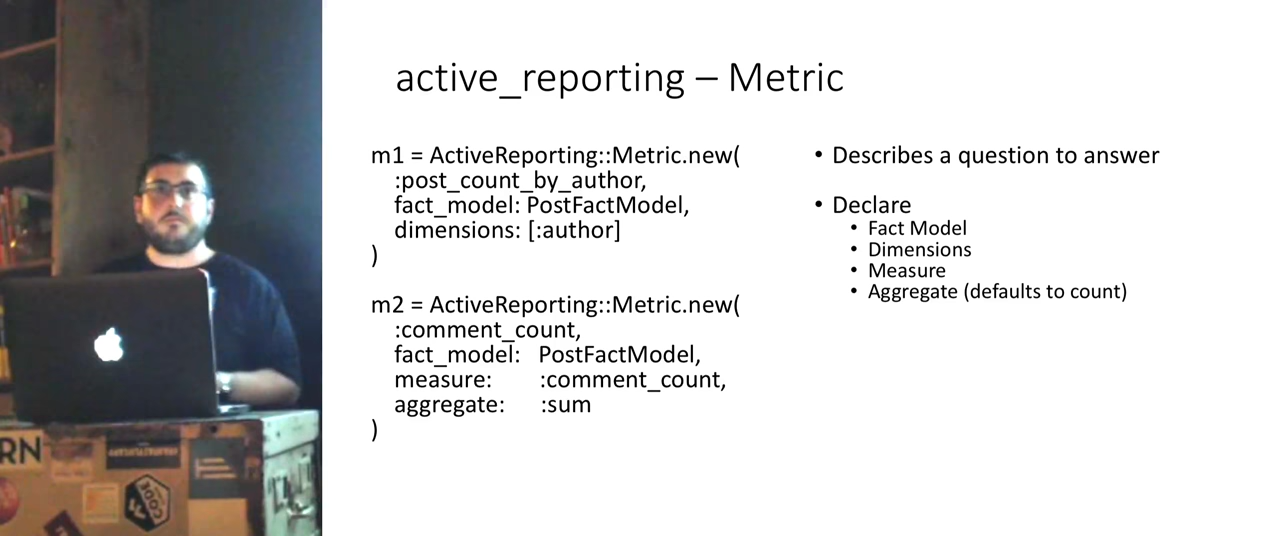 active_reporting – Metric
m1 = ActiveReporting::Metric.new(
:post_count_by_author,
fact_model: PostFactModel,
dimensions: [:author]
)
m2 = ActiveReporting::Metric.new(
:comment_count,
fact_model: PostFactModel,
measure: :comment_count,
aggregate: :sum
)
• Describes a question to answer
• Declare
• Fact Model
• Dimensions
• Measure
• Aggregate (defaults to count)
RN